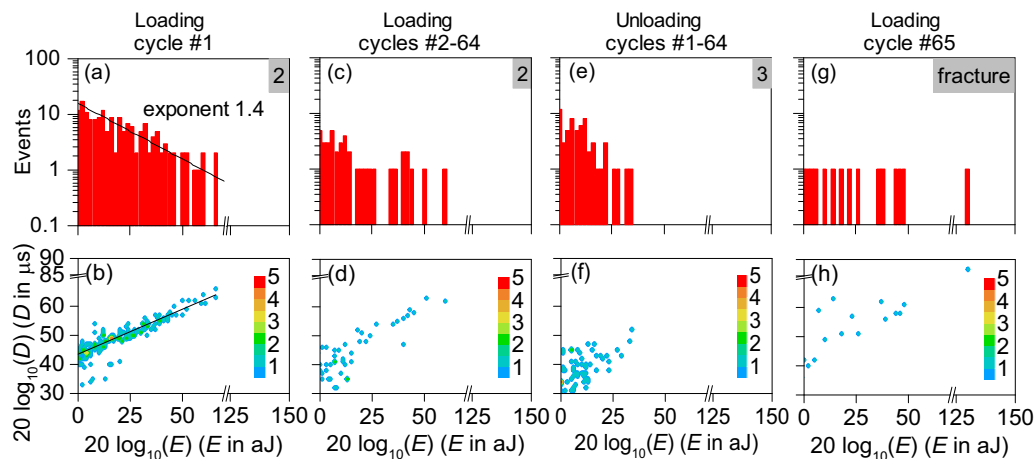 Loading
cycle #1
Loading
cycles #2-64
Unloading
cycles #1-64
Loading
cycle #65
Events
100
10
1
0.1
(a)
2
exponent 1.4
(c)
2
(e)
3
(g)
fracture
20 log10(D) (D in µs)
90
85
60
50
40
30
(b)
5
4
3
2
1
(d)
5
4
3
2
1
(f)
5
4
3
2
1
(h)
5
4
3
2
1
0 25 50 125 150
0 25 50 125 150
0 25 50 125 150
0 25 50 125 150
20 log10(E) (E in aJ)
20 log10(E) (E in aJ)
20 log10(E) (E in aJ)
20 log10(E) (E in aJ)